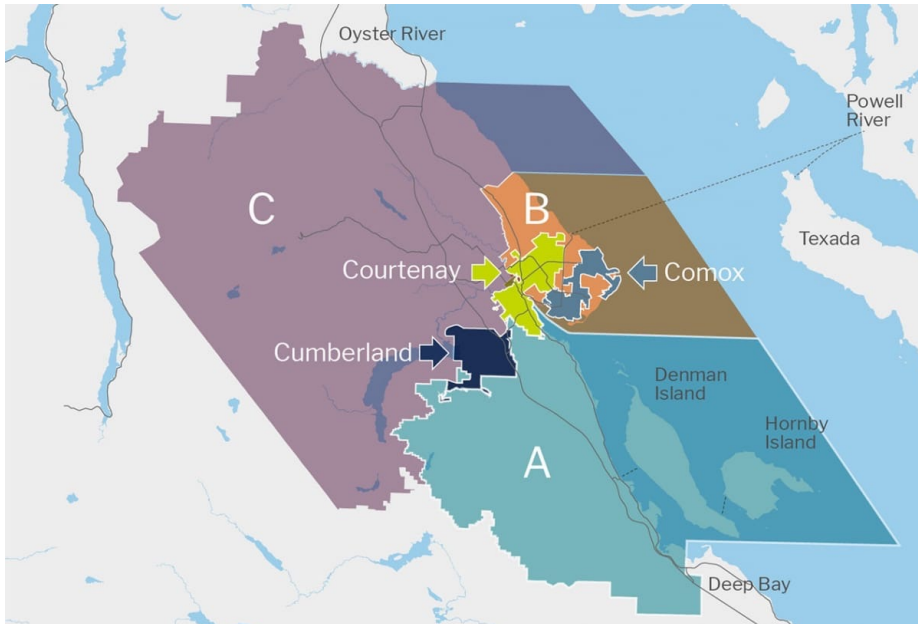 Oyster River
Powell
River
C
B
Texada
Courtenay
Comox
Cumberland
Denman
Island
Hornby
Island
A
Deep Bay